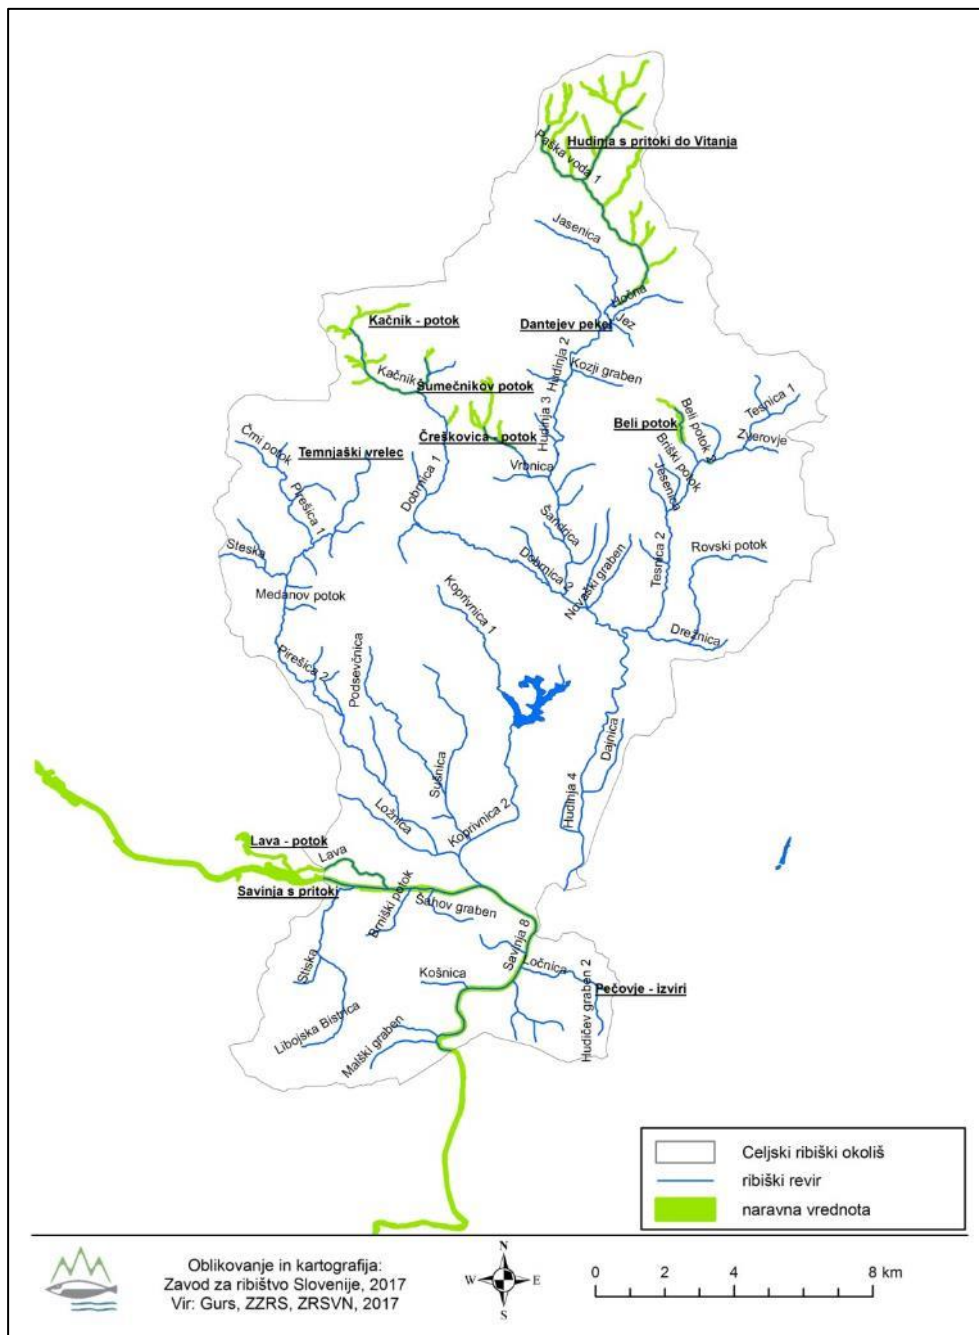 Hudinja s pritoki do Vitanja
Paška voda 1
Jasenica
Hočna
Jez
Dantejev pekel
Kačnik - potok
Kačnik
Hudinja 2
Kozji graben
Šumečnikov potok
Hudinja 3
Beli potok
Beli potok 2
Tesnica 1
Zverovje
Čreškovica - potok
Črni potok
Temnjaški vrelec
Vrbnica
Briški potok
Jesenica
Dobrnica 1
Pirešica 1
Šandrica
Steska
Rovski potok
Dobrnica 2
Novaški graben
Tesnica 2
Medanov potok
Koprivnica 1
Drežnica
Pirešica 2
Podsevčnica
Sušnica
Dajnica
Hudinja 4
Ložnica
Koprivnica 2
Lava - potok
Lava
Savinja s pritoki
Brniški potok
Šahov graben
Savinja 8
Stiska
Košnica
Ločnica
Hudičev graben 2
Pečovje - izviri
Libojska Bistrica
Malški graben
Celjski ribiški okoliš
ribiški revir
naravna vrednota
Oblikovanje in kartografija:
Zavod za ribištvo Slovenije, 2017
Vir: Gurs, ZZRS, ZRSVN, 2017
N
W
E
S
0 2 4 8 km